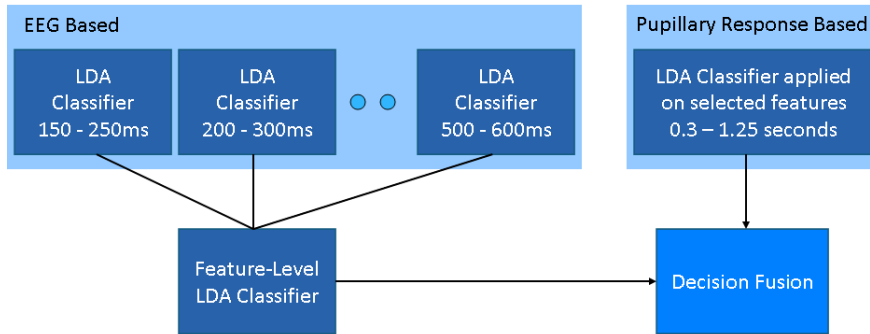 EEG Based
LDA
Classifier
150 - 250ms
LDA
Classifier
200 - 300ms
LDA
Classifier
500 - 600ms
Pupillary Response Based
LDA Classifier applied
on selected features
0.3 – 1.25 seconds
Feature-Level
LDA Classifier
Decision Fusion